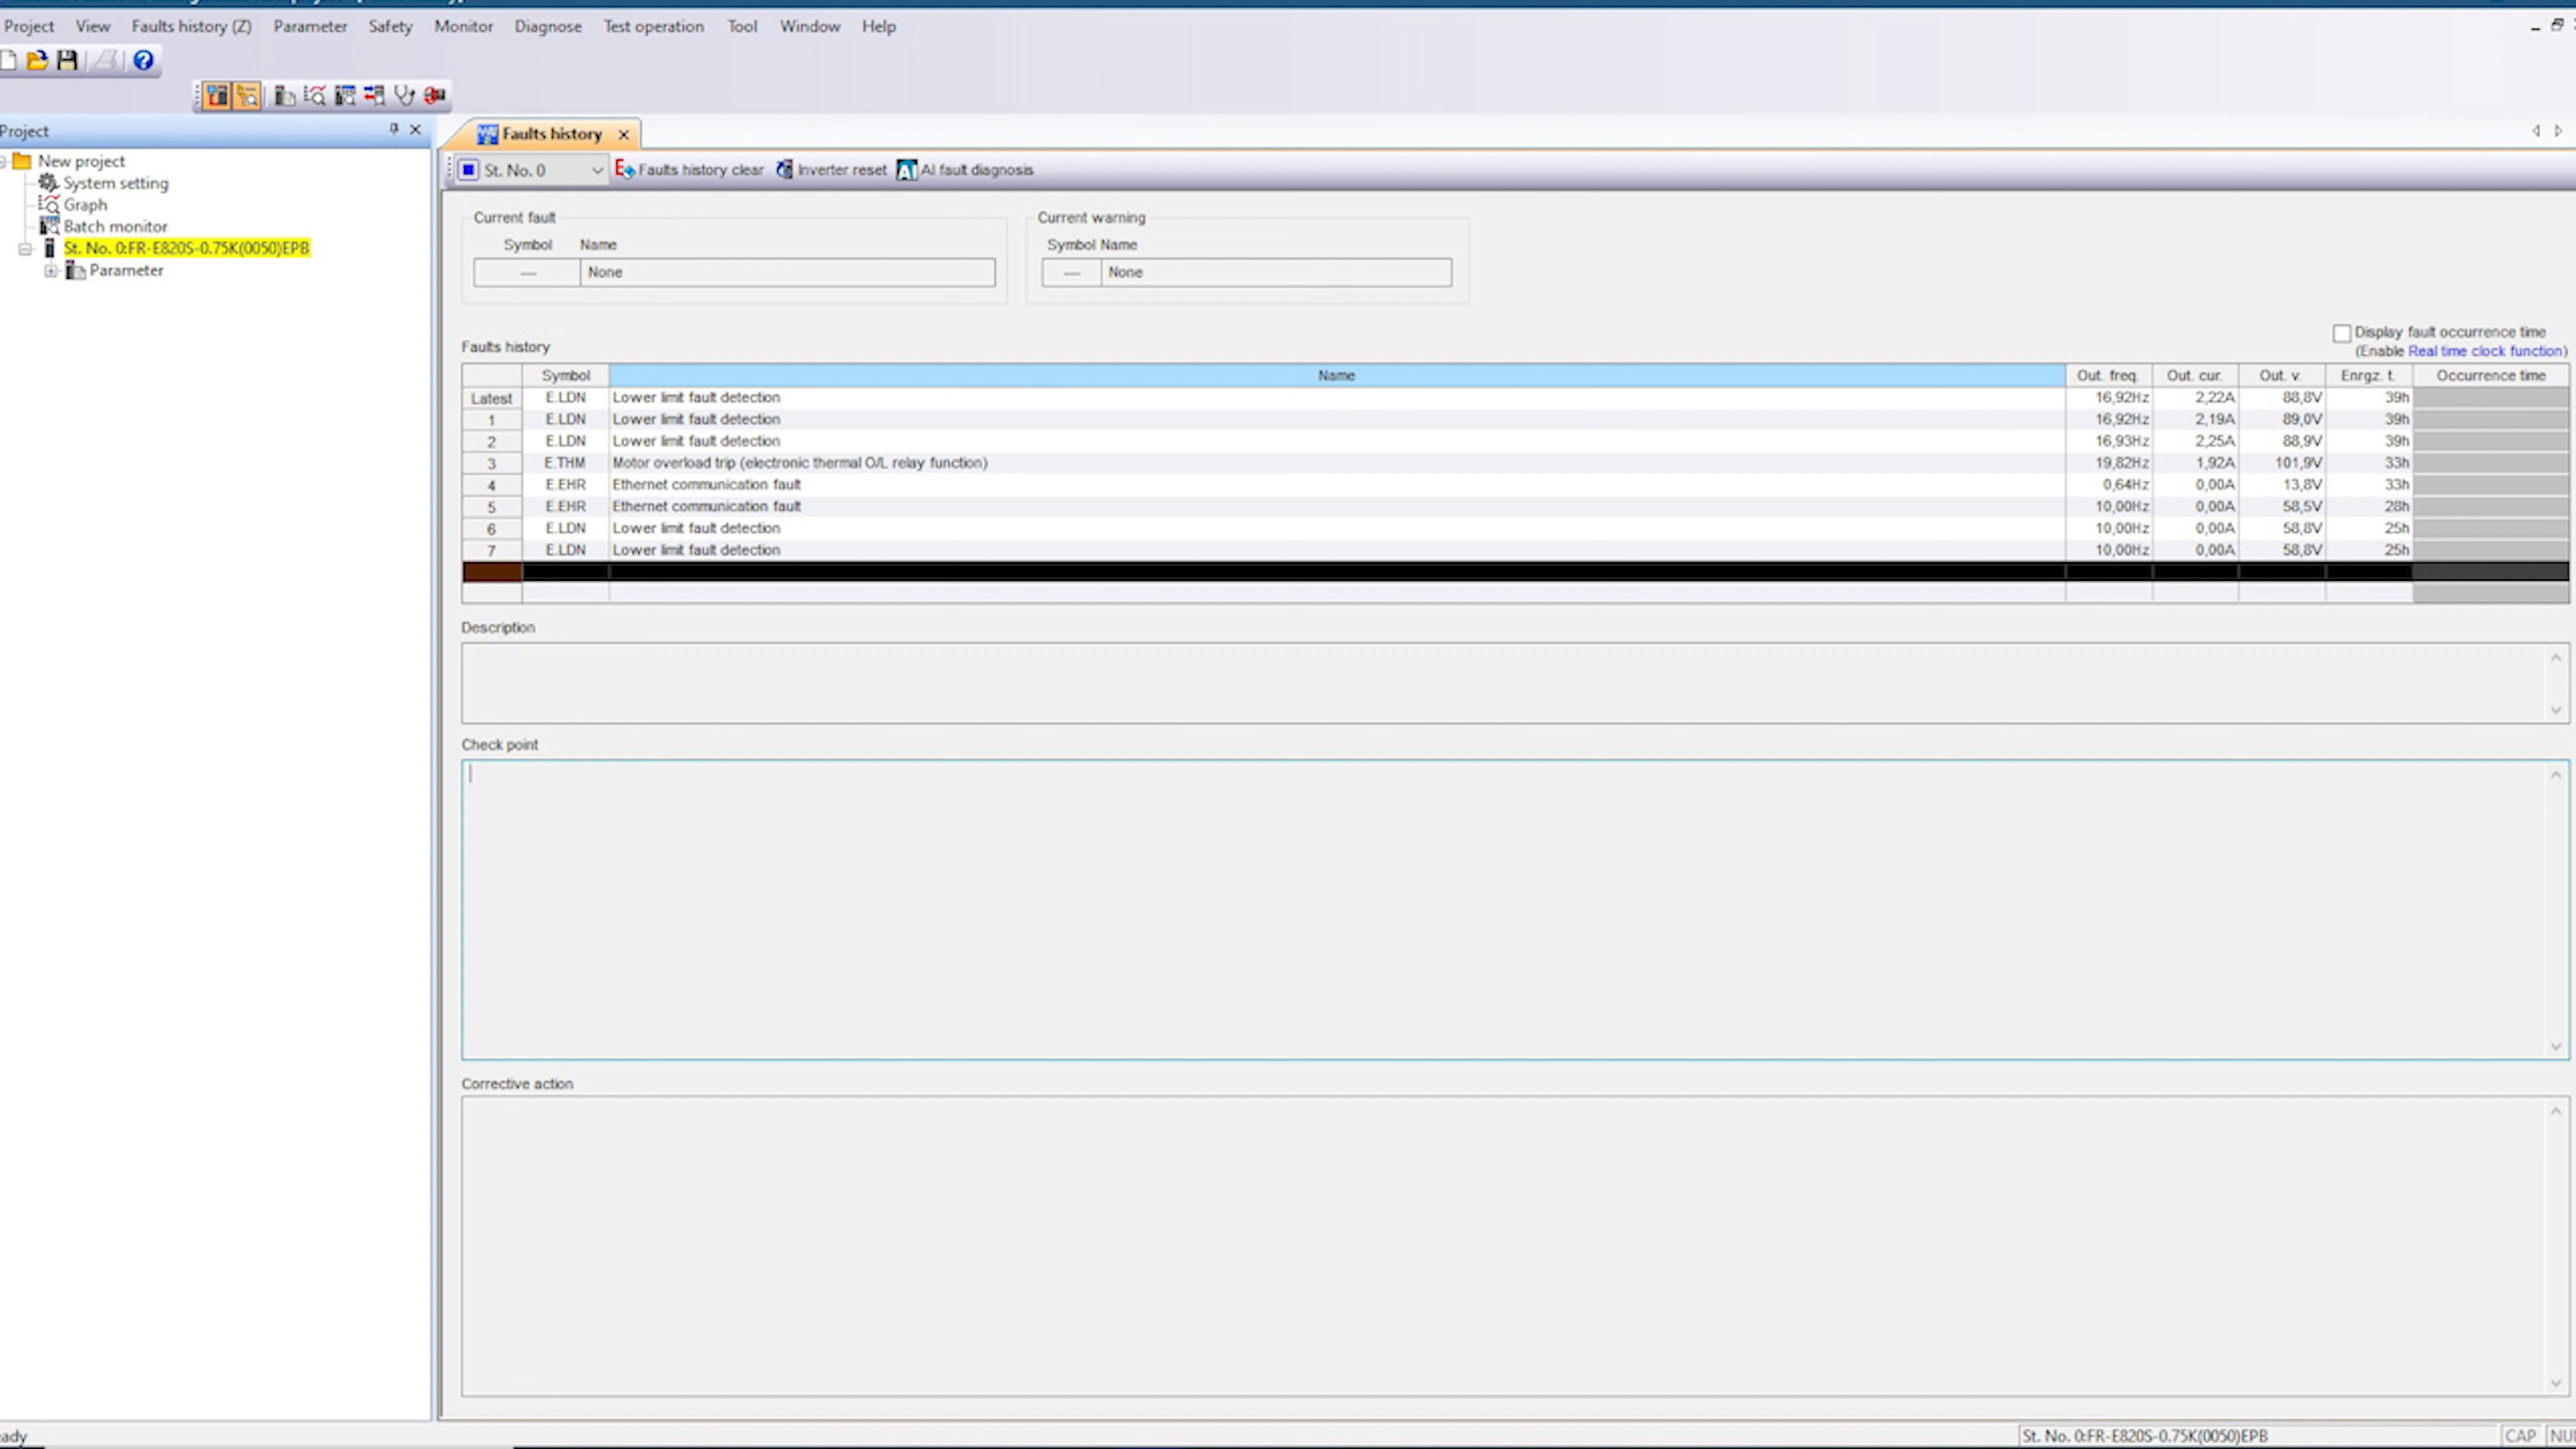 Project View Faults history (Z) Parameter Safety Monitor Diagnose Test operation Tool Window Help
Project
New project
System setting
Graph
Batch monitor
St. No. 0:FR-E820S-0.75K(0050)EPB
Parameter
Faults history
St. No. 0 Faults history clear Inverter reset AI fault diagnosis
Current fault
Symbol Name
--- None
Current warning
Symbol Name
--- None
Display fault occurrence time
(Enable Real time clock function)
Faults history
Symbol Name Out. freq. Out. cur. Out. v. Enrgz. t. Occurrence time
Latest E.LDN Lower limit fault detection 16,92Hz 2,22A 88,8V 39h
1 E.LDN Lower limit fault detection 16,92Hz 2,19A 89,0V 39h
2 E.LDN Lower limit fault detection 16,93Hz 2,25A 88,9V 39h
3 E.THM Motor overload trip (electronic thermal O/L relay function) 19,82Hz 1,92A 101,9V 33h
4 E.EHR Ethernet communication fault 0,64Hz 0,00A 13,8V 33h
5 E.EHR Ethernet communication fault 10,00Hz 0,00A 58,5V 28h
6 E.LDN Lower limit fault detection 10,00Hz 0,00A 58,8V 25h
7 E.LDN Lower limit fault detection 10,00Hz 0,00A 58,8V 25h
Description
Check point
Corrective action
eady St. No. 0:FR-E820S-0.75K(0050)EPB CAP NU